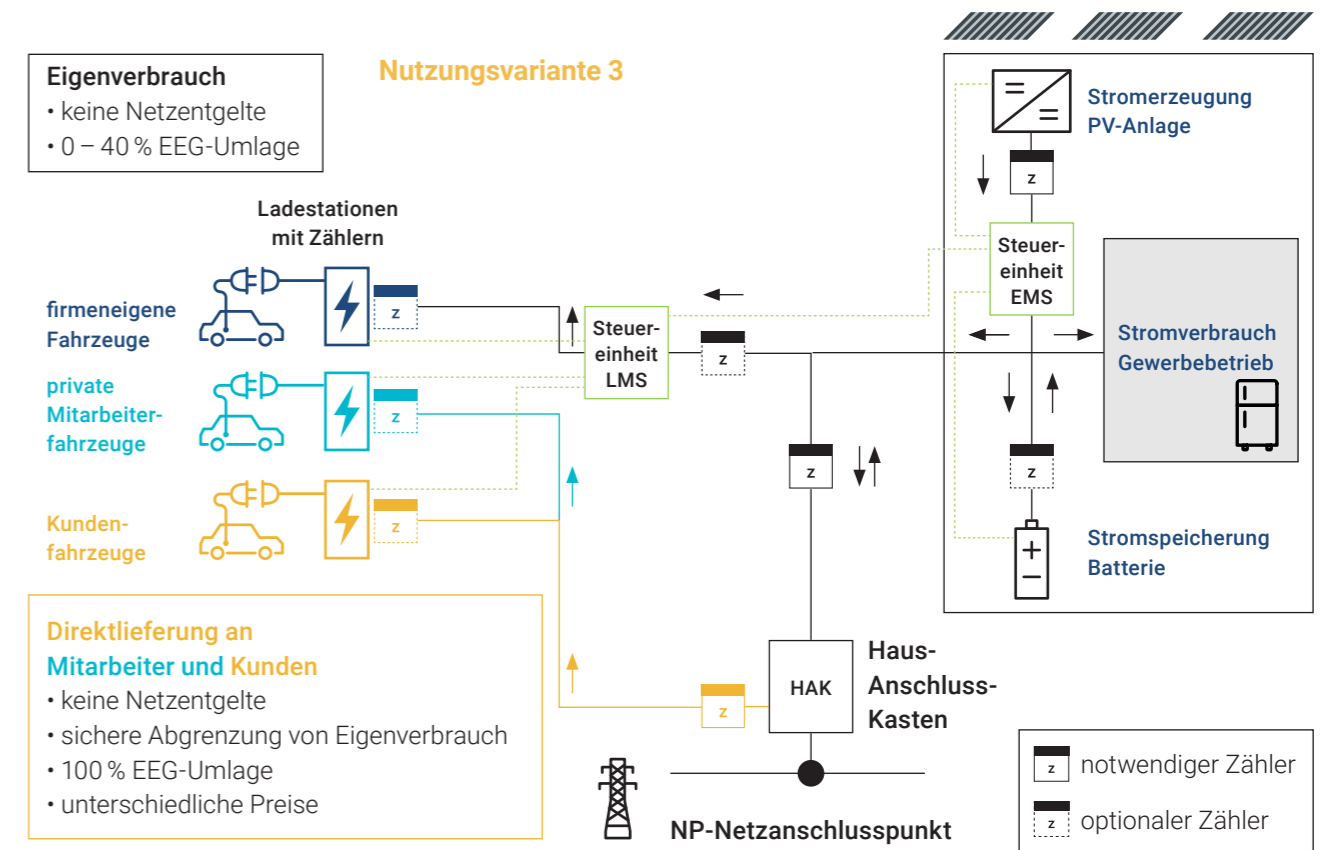 Nutzungsvariante 3
Eigenverbrauch
• keine Netzentgelte
• 0 – 40 % EEG-Umlage
Ladestationen
mit Zählern
firmeneigene
Fahrzeuge
z
private
Mitarbeiter-
fahrzeuge
z
Kunden-
fahrzeuge
z
Steuer-
einheit
LMS
z
Stromerzeugung
PV-Anlage
z
Steuer-
einheit
EMS
Stromverbrauch
Gewerbebetrieb
z
z
Stromspeicherung
Batterie
Direktlieferung an
Mitarbeiter und Kunden
• keine Netzentgelte
• sichere Abgrenzung von Eigenverbrauch
• 100 % EEG-Umlage
• unterschiedliche Preise
z
HAK
Haus-
Anschluss-
Kasten
NP-Netzanschlusspunkt
z notwendiger Zähler
z optionaler Zähler